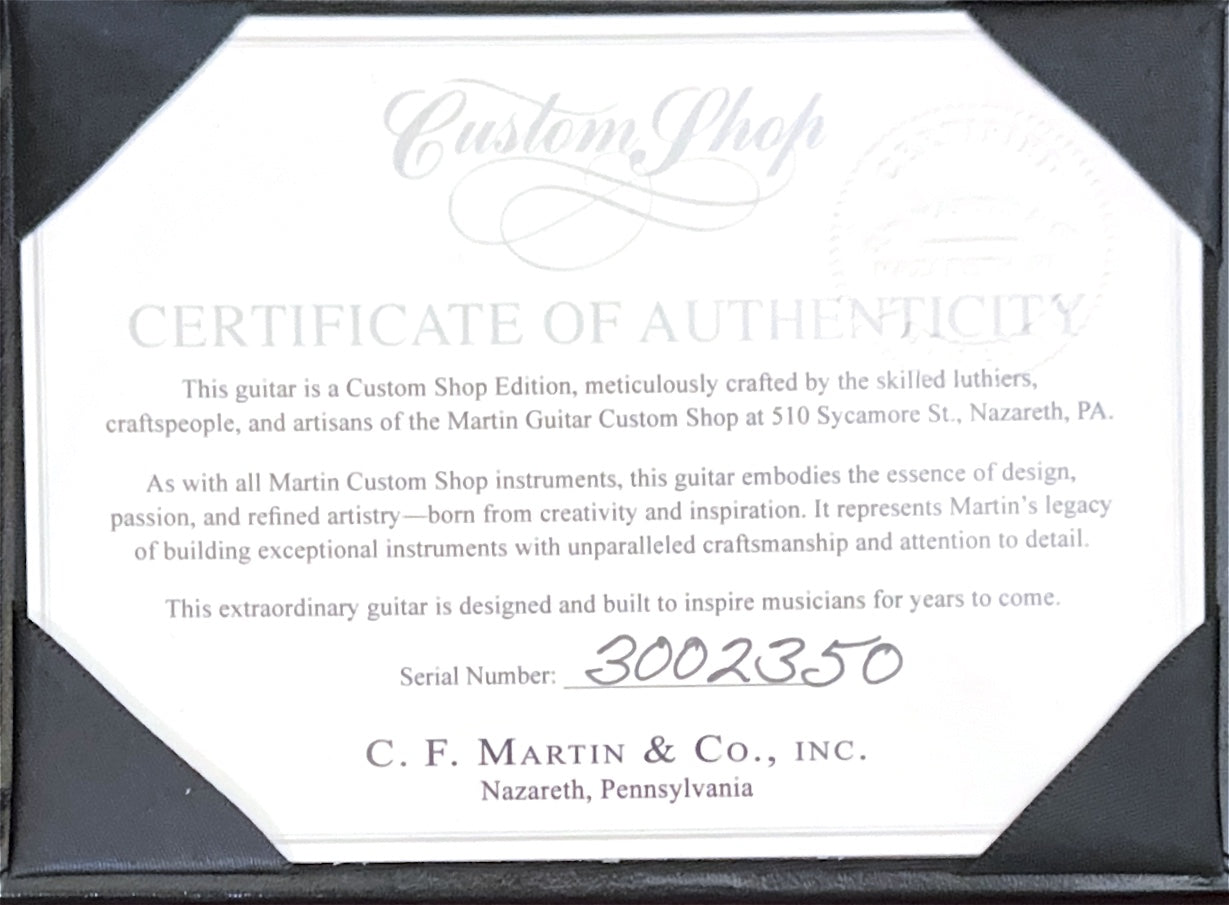 Custom Shop
CERTIFIED
CERTIFICATE OF AUTHENTICITY
This guitar is a Custom Shop Edition, meticulously crafted by the skilled luthiers,
craftspeople, and artisans of the Martin Guitar Custom Shop at 510 Sycamore St., Nazareth, PA.
As with all Martin Custom Shop instruments, this guitar embodies the essence of design,
passion, and refined artistry—born from creativity and inspiration. It represents Martin's legacy
of building exceptional instruments with unparalleled craftsmanship and attention to detail.
This extraordinary guitar is designed and built to inspire musicians for years to come.
Serial Number: 3002350
C. F. MARTIN & CO., INC.
Nazareth, Pennsylvania